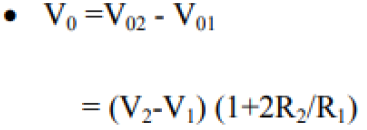 • V₀ =V₀₂ - V₀₁
= (V₂-V₁) (1+2R₂/R₁)